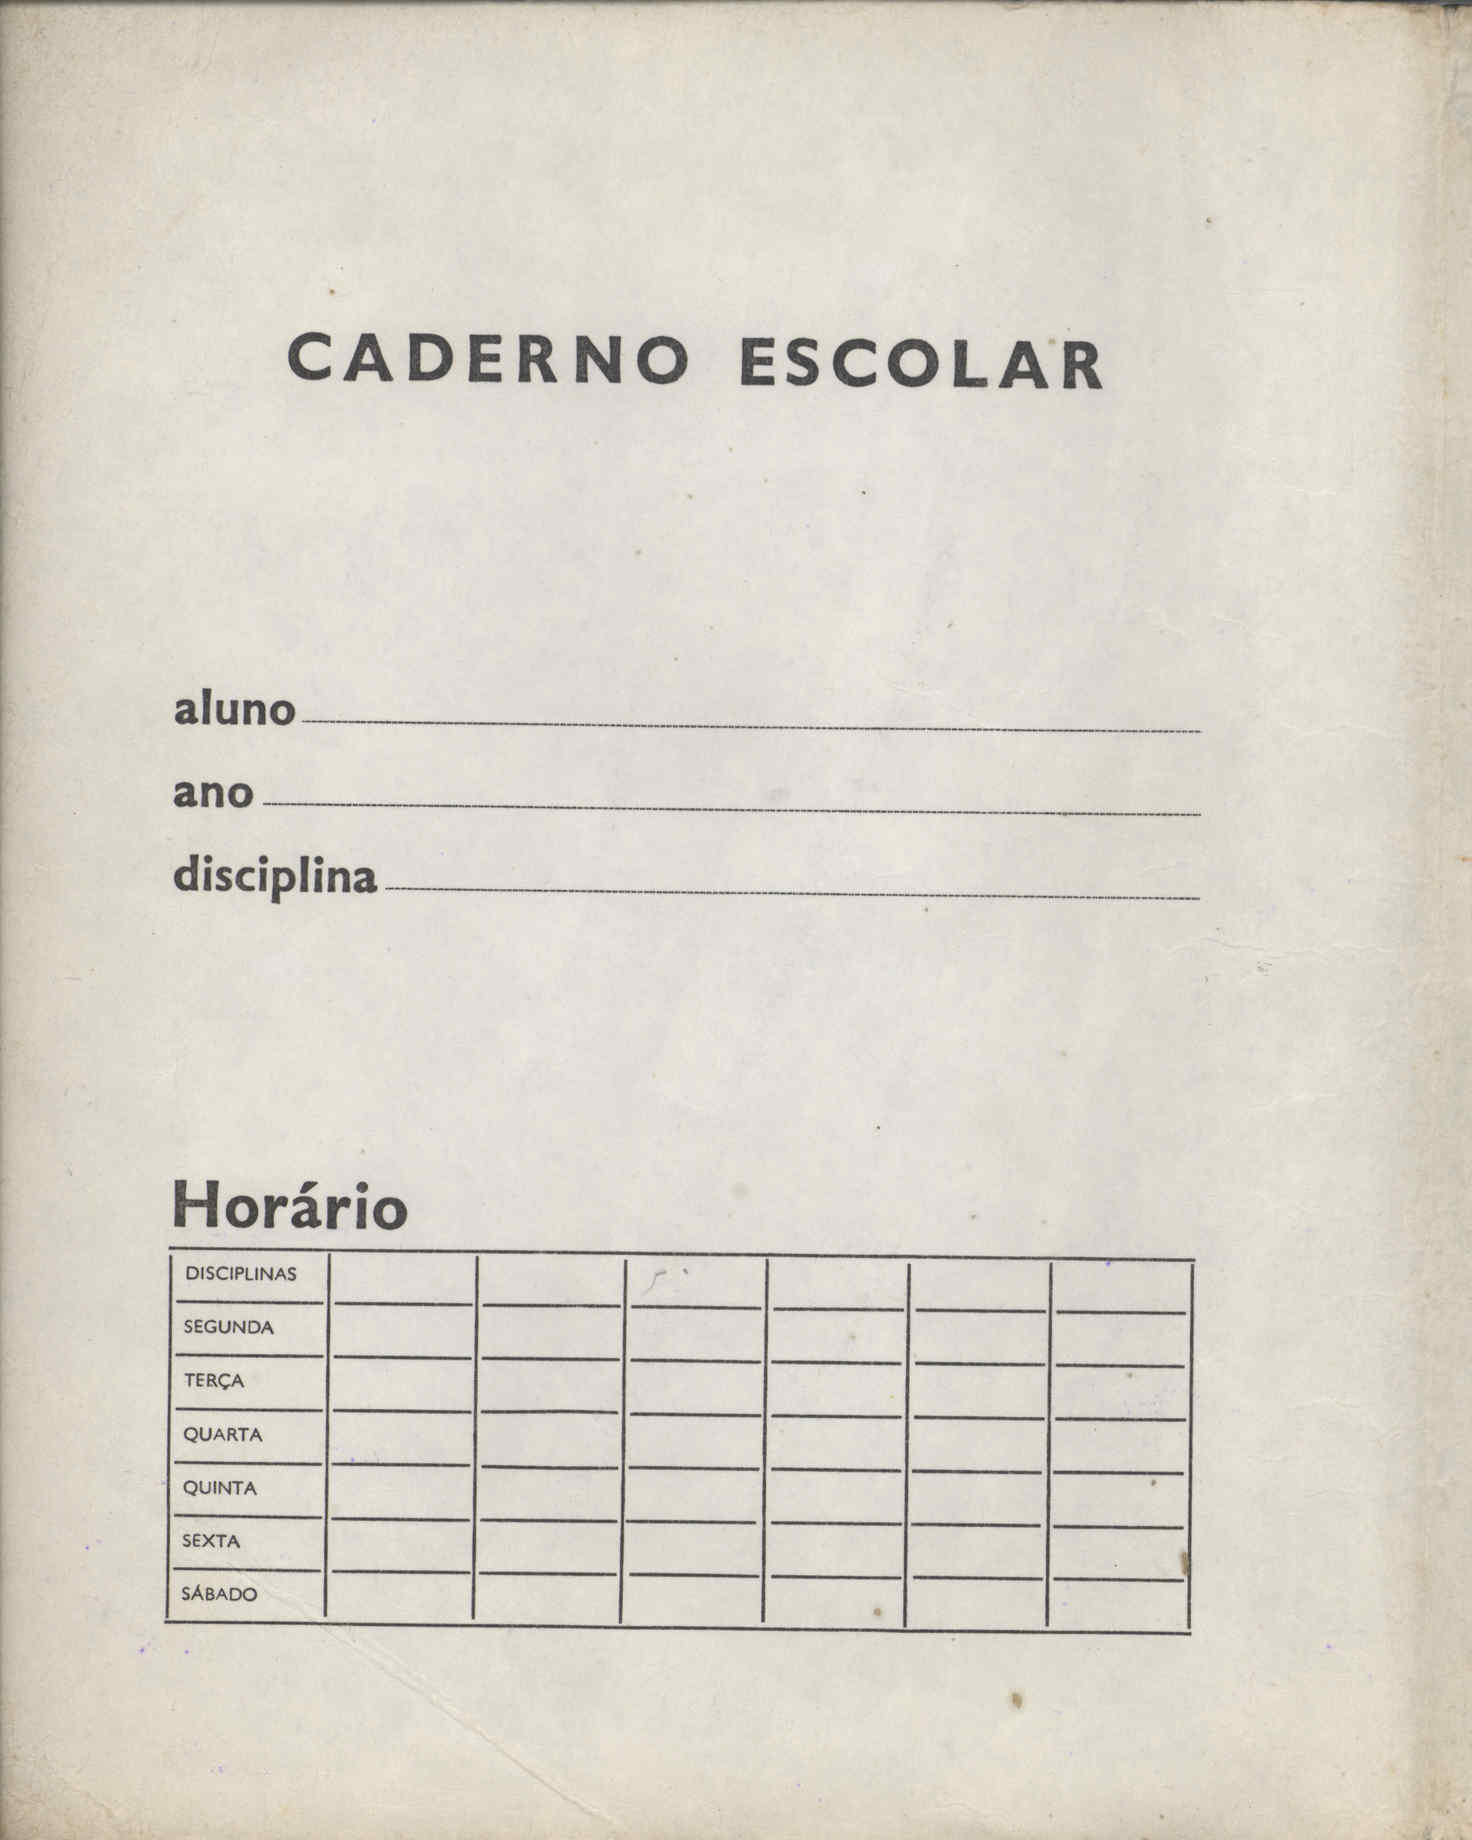 CADERNO ESCOLAR
aluno
ano
disciplina
Horário
DISCIPLINAS
SEGUNDA
TERÇA
QUARTA
QUINTA
SEXTA
SÁBADO